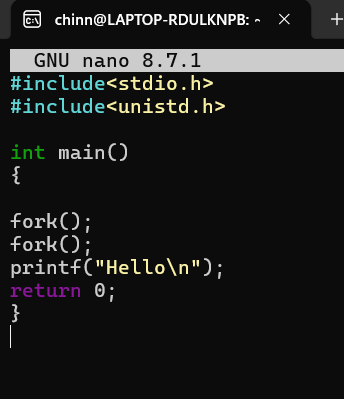 chinn@LAPTOP-RDULKNPB: ~
GNU nano 8.7.1
#include<stdio.h>
#include<unistd.h>
int main()
{
fork();
fork();
printf("Hello\n");
return 0;
}